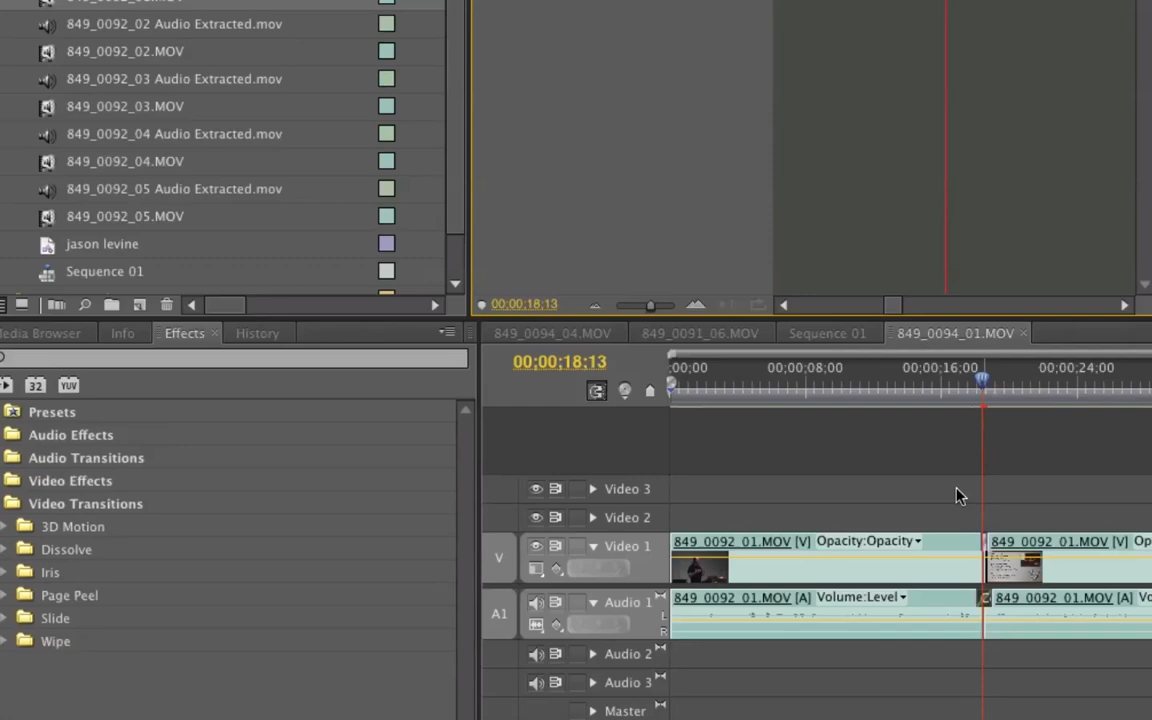 849_0092_02 Audio Extracted.mov
849_0092_02.MOV
849_0092_03 Audio Extracted.mov
849_0092_03.MOV
849_0092_04 Audio Extracted.mov
849_0092_04.MOV
849_0092_05 Audio Extracted.mov
849_0092_05.MOV
jason levine
Sequence 01
00;00;18;13
Media Browser Info Effects × History
849_0094_04.MOV 849_0091_06.MOV Sequence 01 849_0094_01.MOV ×
00;00;18;13
;00;00 00;00;08;00 00;00;16;00 00;00;24;00
32 YUV
Presets
Audio Effects
Audio Transitions
Video Effects
Video Transitions
3D Motion
Dissolve
Iris
Page Peel
Slide
Wipe
Video 3
Video 2
V Video 1 849_0092_01.MOV [V] Opacity:Opacity 849_0092_01.MOV [V] Op
A1 Audio 1 849_0092_01.MOV [A] Volume:Level 849_0092_01.MOV [A] Vo
L
R
Audio 2
Audio 3
Master